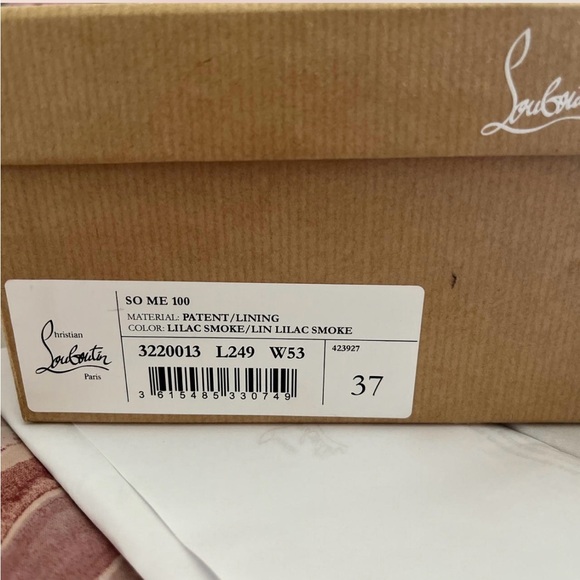 Louboutin
SO ME 100
MATERIAL: PATENT/LINING
COLOR: LILAC SMOKE/LIN LILAC SMOKE
Christian
Louboutin
Paris
3220013 L249 W53
423927
3 615485 330749
37